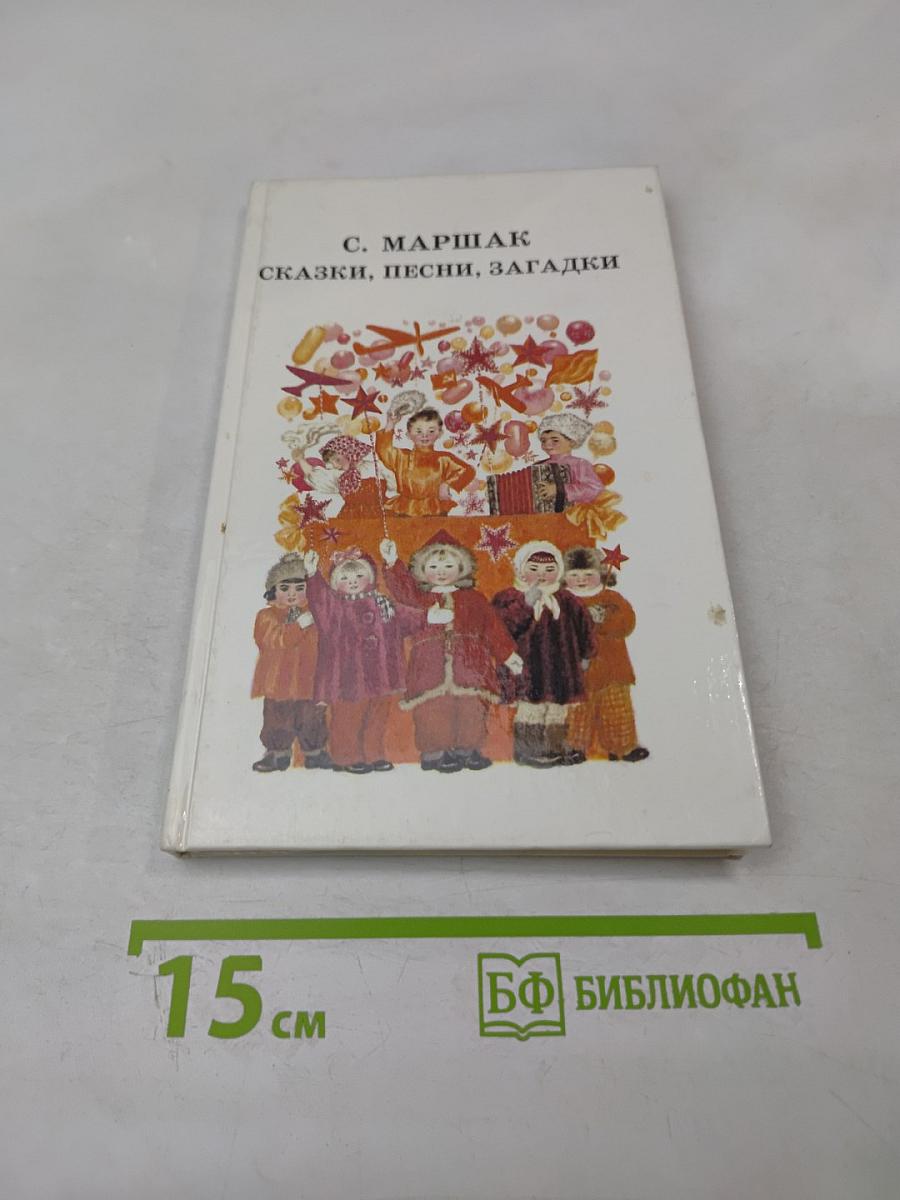 С. МАРШАК
СКАЗКИ, ПЕСНИ, ЗАГАДКИ
15 см
БФ БИБЛИОФАН